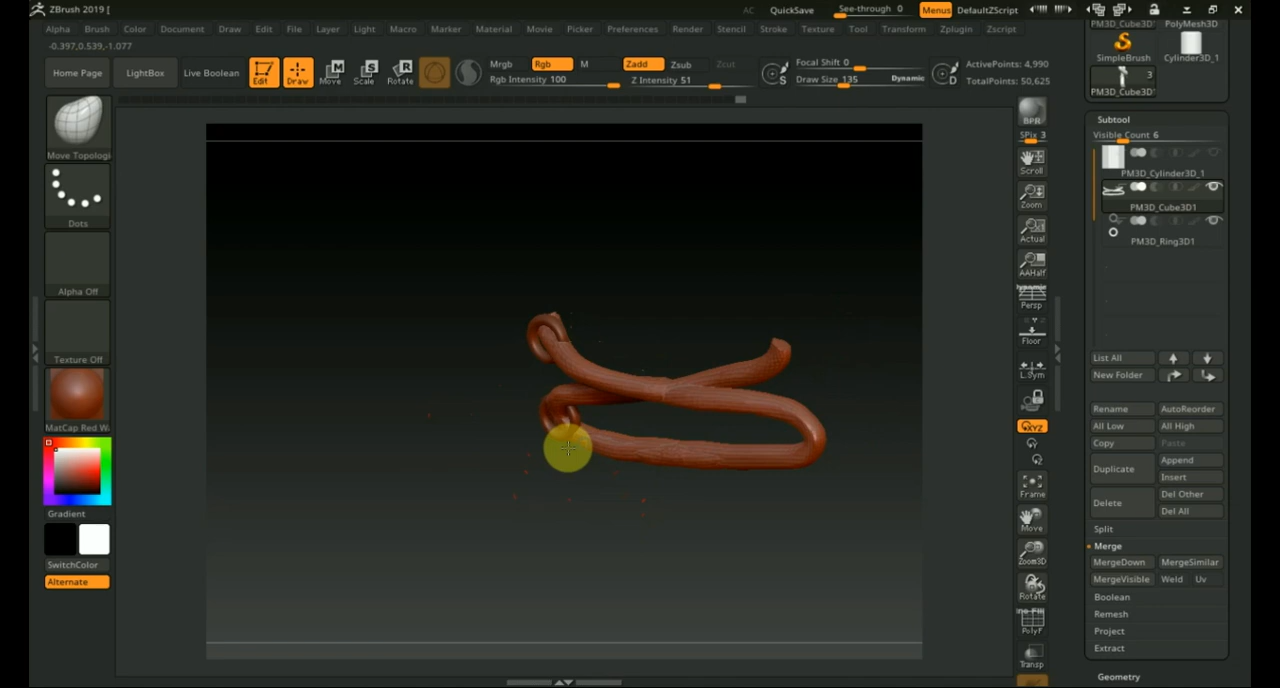 ZBrush 2019 [
AC QuickSave See-through 0 Menus DefaultZScript
Alpha Brush Color Document Draw Edit File Layer Light Macro Marker Material Movie Picker Preferences Render Stencil Stroke Texture Tool Transform Zplugin Zscript
-0.397,0.539,-1.077
Home Page LightBox Live Boolean Edit Draw Move Scale Rotate
Mrgb Rgb M Zadd Zsub Zcut Focal Shift 0 ActivePoints: 4,990
Rgb Intensity 100 Z Intensity 51 S Draw Size 135 Dynamic D TotalPoints: 50,625
Move Topologi
Dots
Alpha Off
Texture Off
MatCap Red W
Gradient
SwitchColor
Alternate
BPR
SPix 3
Scroll
Zoom
Actual
AAHalf
Dynamic
Persp
Floor
L.Sym
XYZ
Frame
Move
Zoom3D
Rotate
Line Fill
PolyF
Transp
PM3D_Cube3D' PolyMesh3D
SimpleBrush Cylinder3D_1
3
PM3D_Cube3D'
Subtool
Visible Count 6
PM3D_Cylinder3D_1
PM3D_Cube3D1
PM3D_Ring3D1
List All
New Folder
Rename AutoReorder
All Low All High
Copy Paste
Duplicate Append
Insert
Delete Del Other
Del All
Split
Merge
MergeDown MergeSimilar
MergeVisible Weld Uv
Boolean
Remesh
Project
Extract
Geometry